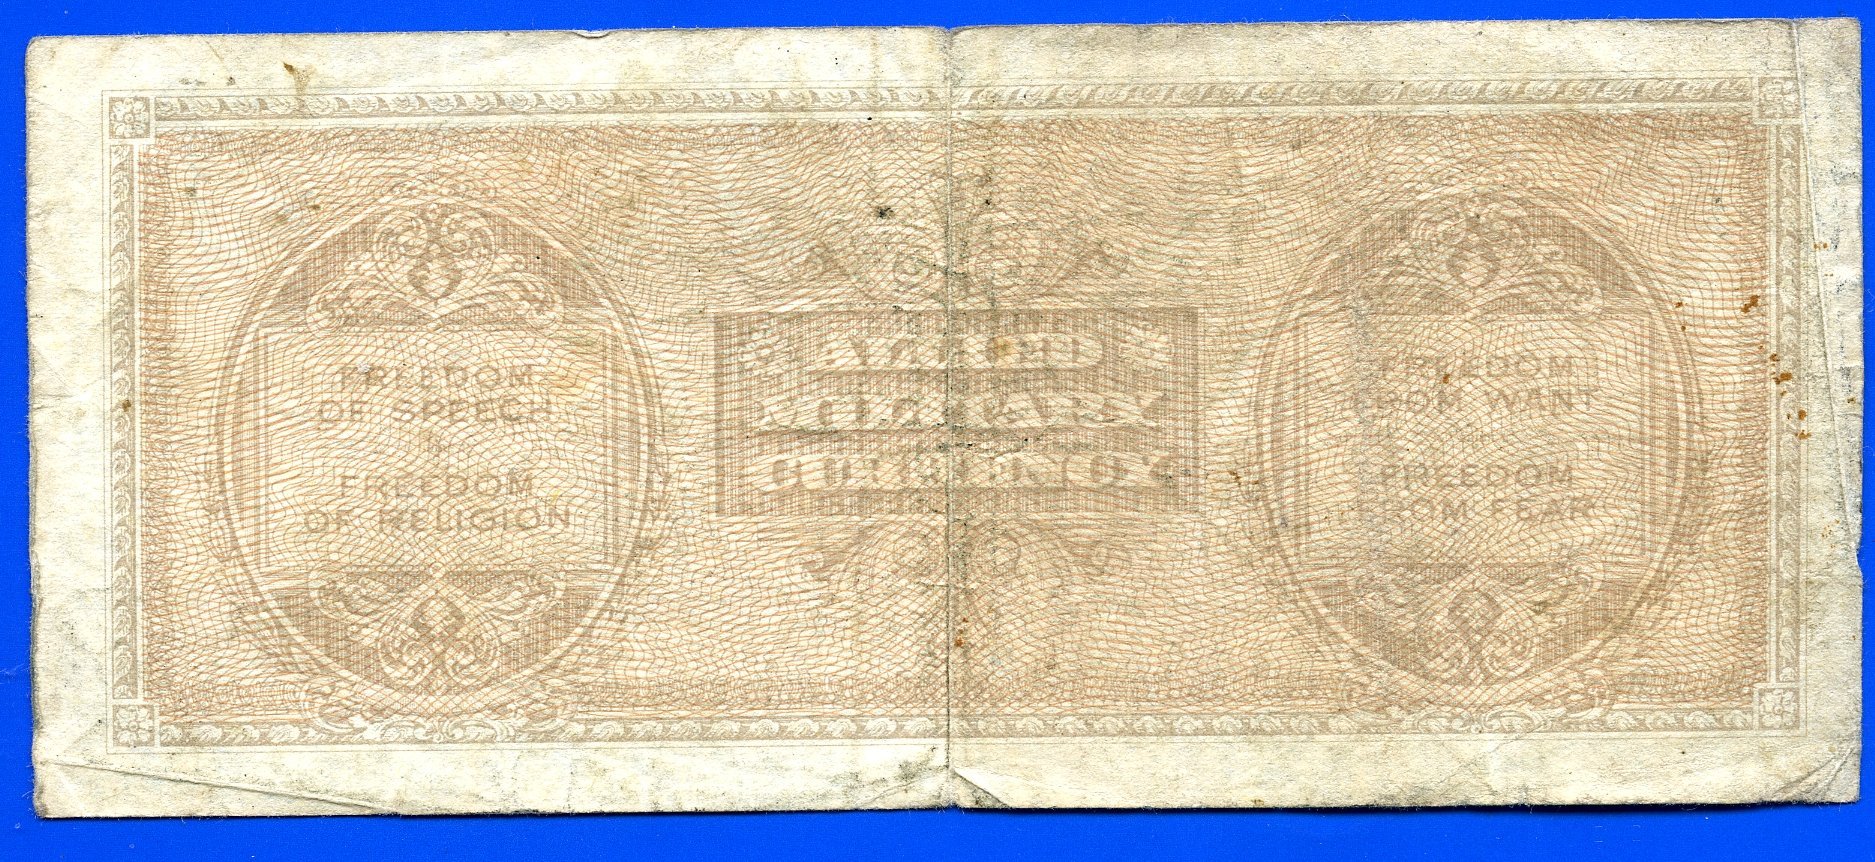 FREEDOM
OF SPEECH
FREEDOM
OF RELIGION
ALLIED
MILITARY
CURRENCY
FREEDOM
FROM WANT
FREEDOM
FROM FEAR